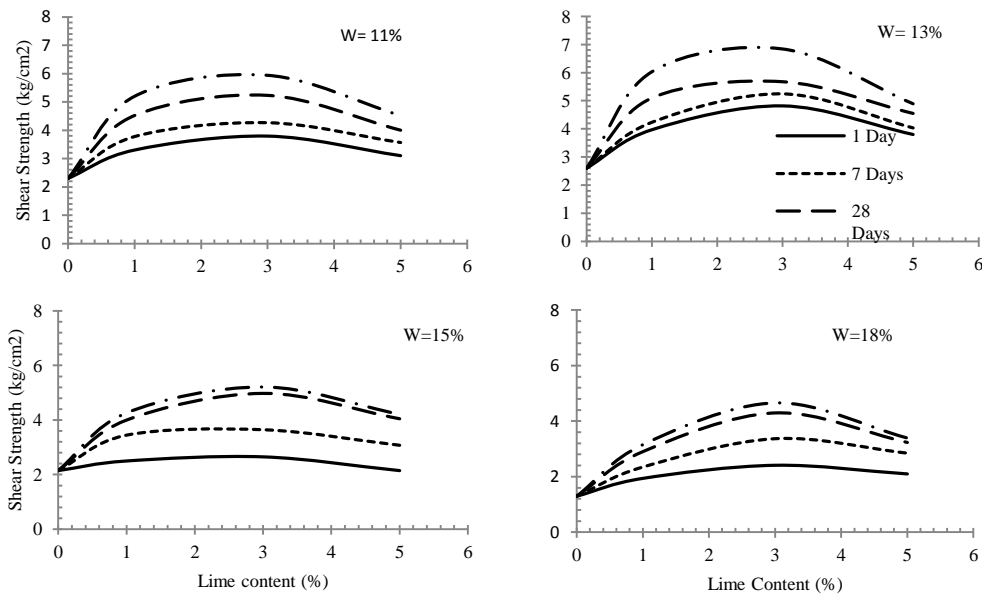 8
7
6
5
4
3
2
1
0
0 1 2 3 4 5 6
Shear Strength (kg/cm2)
W= 11%
8
7
6
5
4
3
2
1
0
0 1 2 3 4 5 6
W= 13%
1 Day
7 Days
28
Days
8
6
4
2
0
0 1 2 3 4 5 6
Shear Strength (kg/cm2)
Lime content (%)
W=15%
8
6
4
2
0
0 1 2 3 4 5 6
Lime Content (%)
W=18%